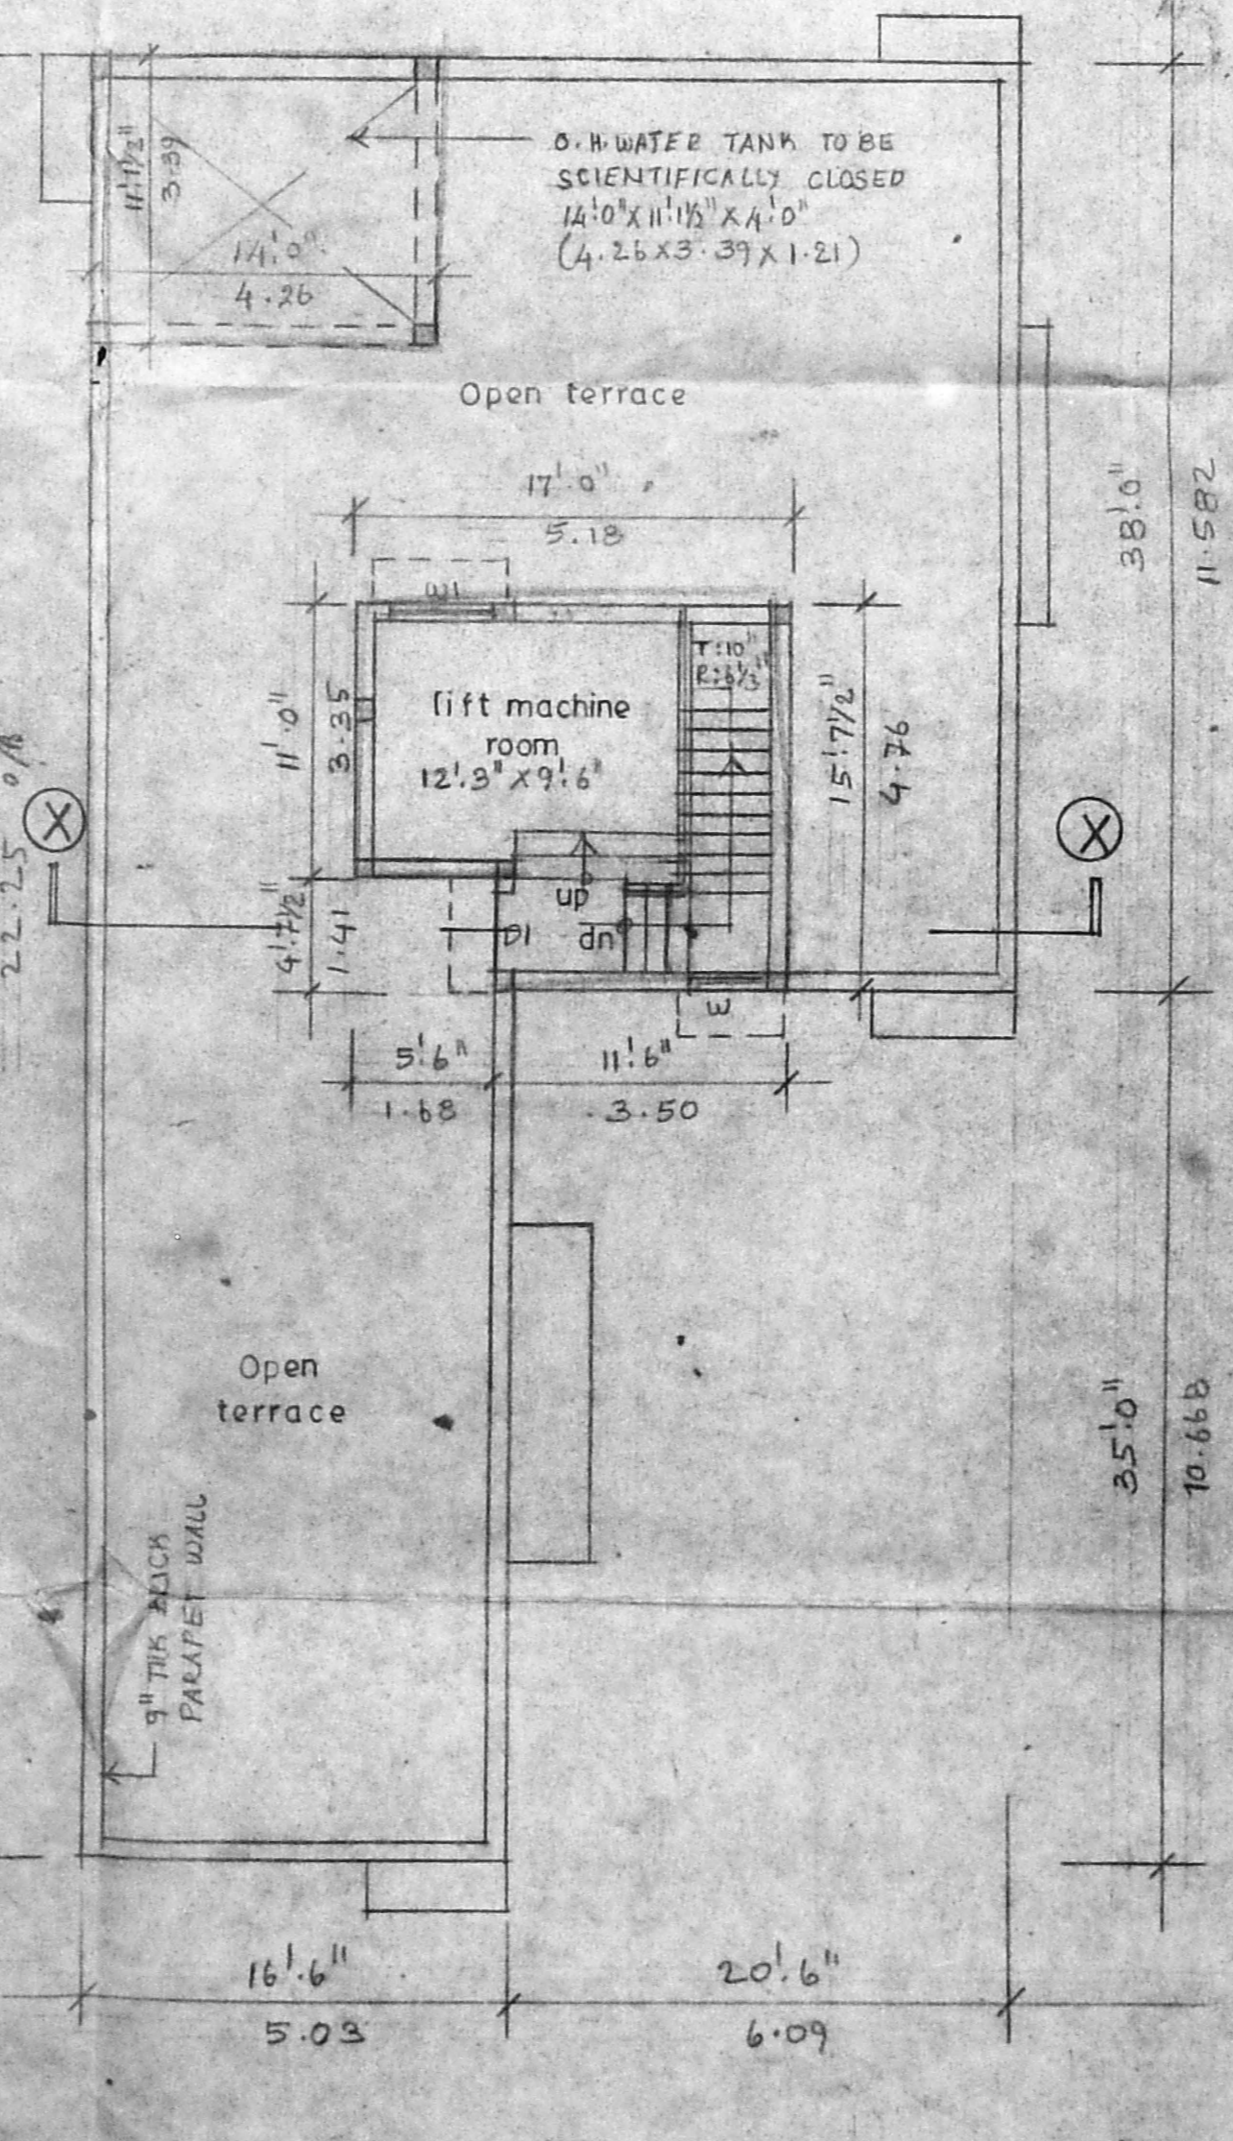 O.H. WATER TANK TO BE
SCIENTIFICALLY CLOSED
14'.0" X 11'.1½" X 4'.0"
(4.26 X 3.39 X 1.21)
11'.1½"
3.39
14'.0"
4.26
Open terrace
17'.0"
5.18
38'.0"
11.582
W1
T:10"
R:6⅓"
lift machine
room
12'.3" X 9'.6"
11'.0"
3.35
15'.7½"
4.76
X
X
22.25
4'.7½"
1.41
up
D1
dn
W
5'.6"
1.68
11'.6"
3.50
Open
terrace
35'.0"
10.668
9" THK BRICK
PARAPET WALL
16'.6"
5.03
20'.6"
6.09